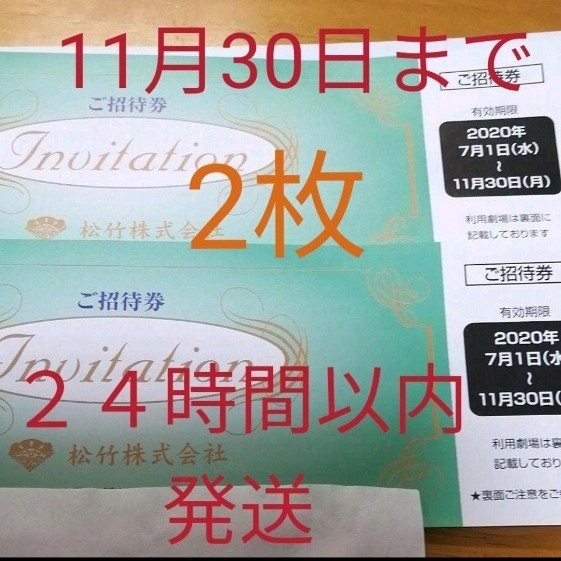 11月30日まで
ご招待券
Invitation
松竹株式会社
2枚
ご招待券
有効期限
2020年
7月1日(水)
~
11月30日(月)
利用劇場は裏面に
記載しております
ご招待券
Invitation
松竹株式会社
24時間以内
発送
ご招待券
有効期限
2020年
7月1日(水
~
11月30日(
利用劇場は裏
記載してお
★裏面ご注意をご